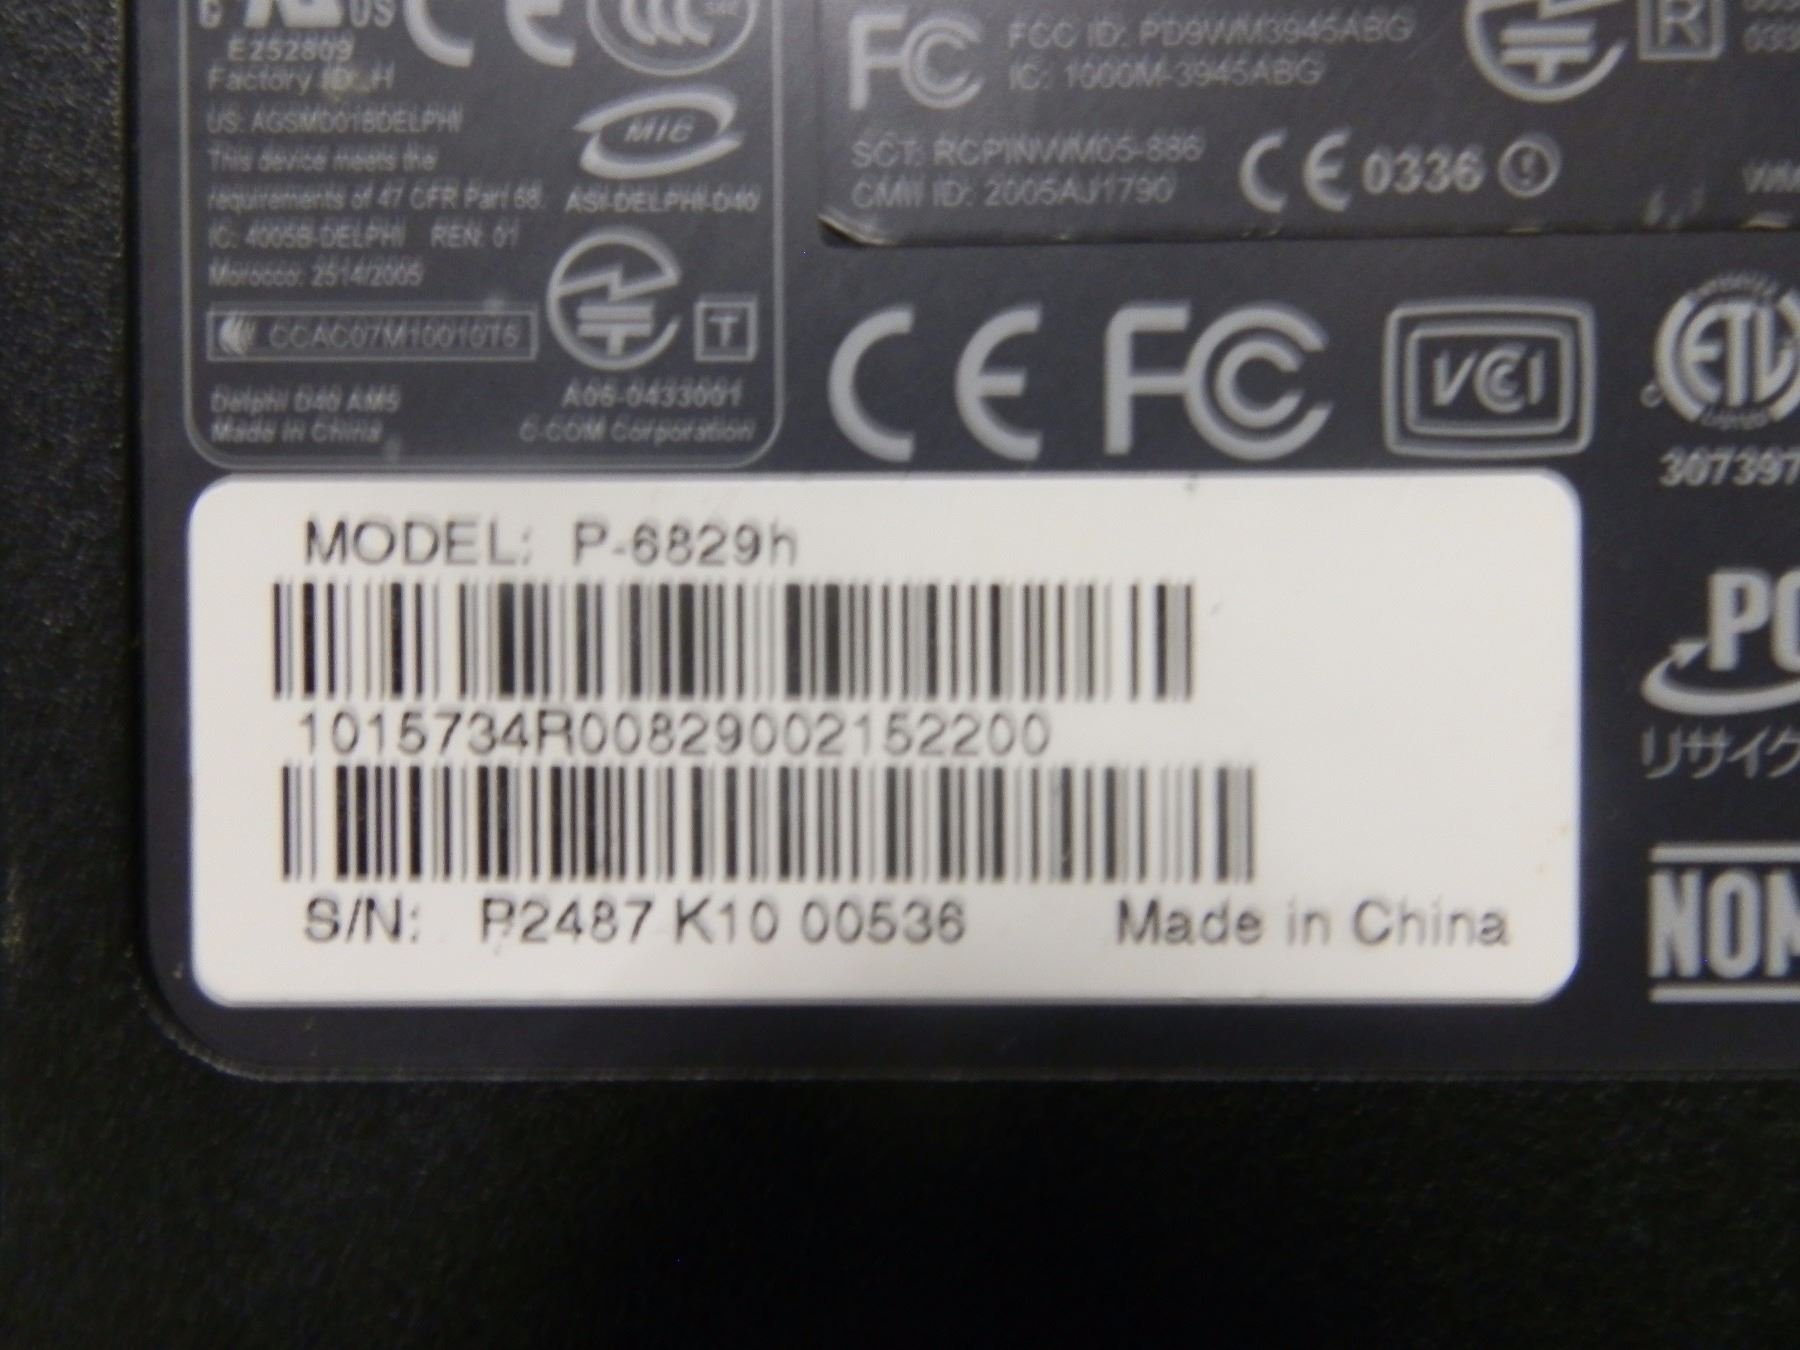 E252809
Factory ID: H
US: AGSMD01BDELPHI
This device meets the
requirements of 47 CFR Part 68.
IC: 4005B-DELPHI REN: 01
Morocco: 2514/2005
CCAC07M10010T6
Delphi D40 AM5
Made in China
MIC
ASI-DELPHI-D40
T
A06-0433001
C-COM Corporation
FC
FCC ID: PD9WM3945ABG
IC: 1000M-3945ABG
R
SCT: RCPINWM05-886
CMII ID: 2005AJ1790
CE 0336
CE FC VCI ETL
307397
MODEL: P-6829h
1015734R00829002152200
S/N: P2487 K10 00536 Made in China
PC
リサイク
NOM